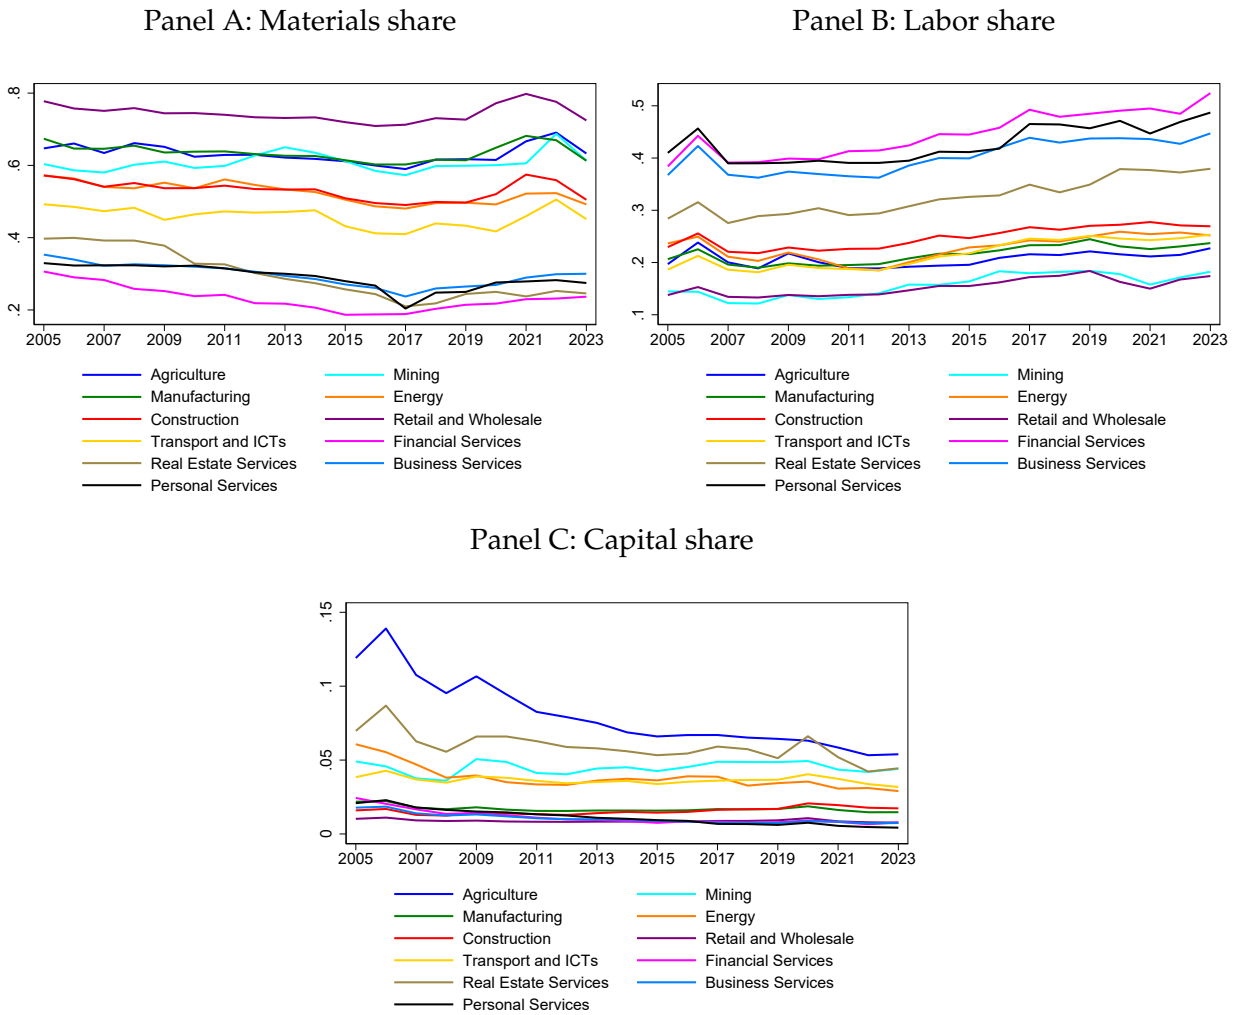 Panel A: Materials share
.8
.6
.4
.2
2005 2007 2009 2011 2013 2015 2017 2019 2021 2023
Agriculture Mining
Manufacturing Energy
Construction Retail and Wholesale
Transport and ICTs Financial Services
Real Estate Services Business Services
Personal Services
Panel B: Labor share
.5
.4
.3
.2
.1
2005 2007 2009 2011 2013 2015 2017 2019 2021 2023
Agriculture Mining
Manufacturing Energy
Construction Retail and Wholesale
Transport and ICTs Financial Services
Real Estate Services Business Services
Personal Services
Panel C: Capital share
.15
.1
.05
0
2005 2007 2009 2011 2013 2015 2017 2019 2021 2023
Agriculture Mining
Manufacturing Energy
Construction Retail and Wholesale
Transport and ICTs Financial Services
Real Estate Services Business Services
Personal Services